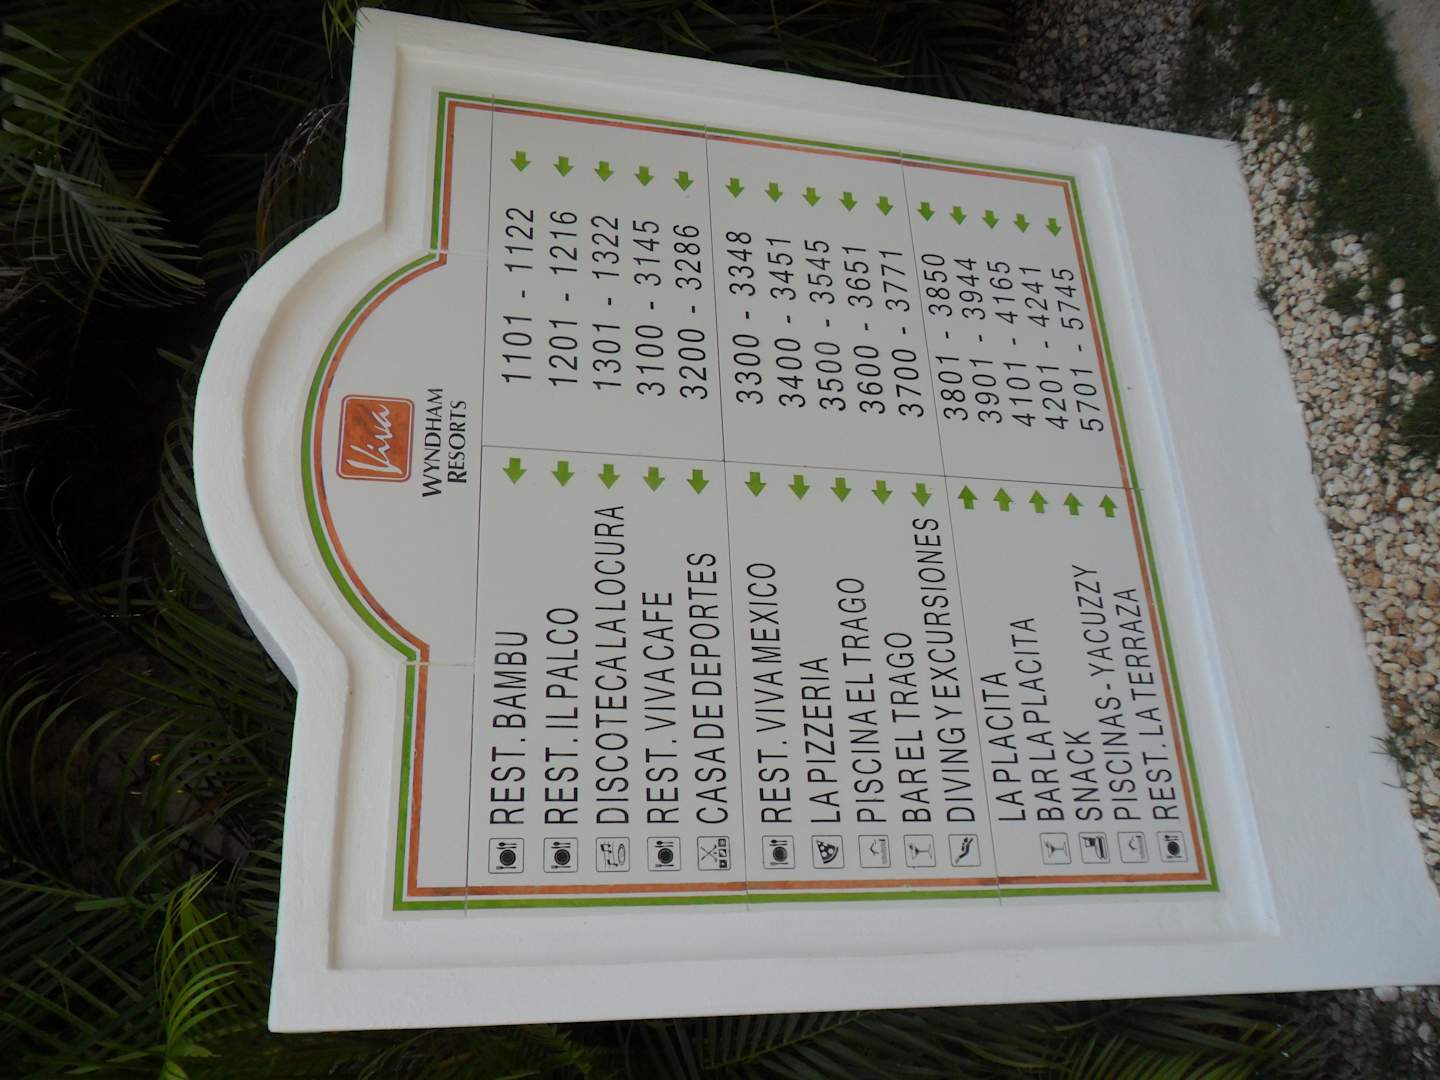 Viva
WYNDHAM
RESORTS
REST. BAMBU 1101 - 1122
REST. IL PALCO 1201 - 1216
DISCOTECA LA LOCURA 1301 - 1322
REST. VIVA CAFE 3100 - 3145
CASA DE DEPORTES 3200 - 3286
REST. VIVA MEXICO 3300 - 3348
LA PIZZERIA 3400 - 3451
PISCINA EL TRAGO 3500 - 3545
BAR EL TRAGO 3600 - 3651
DIVING Y EXCURSIONES 3700 - 3771
LA PLACITA 3801 - 3850
BAR LA PLACITA 3901 - 3944
SNACK 4101 - 4165
PISCINAS - YACUZZY 4201 - 4241
REST. LA TERRAZA 5701 - 5745